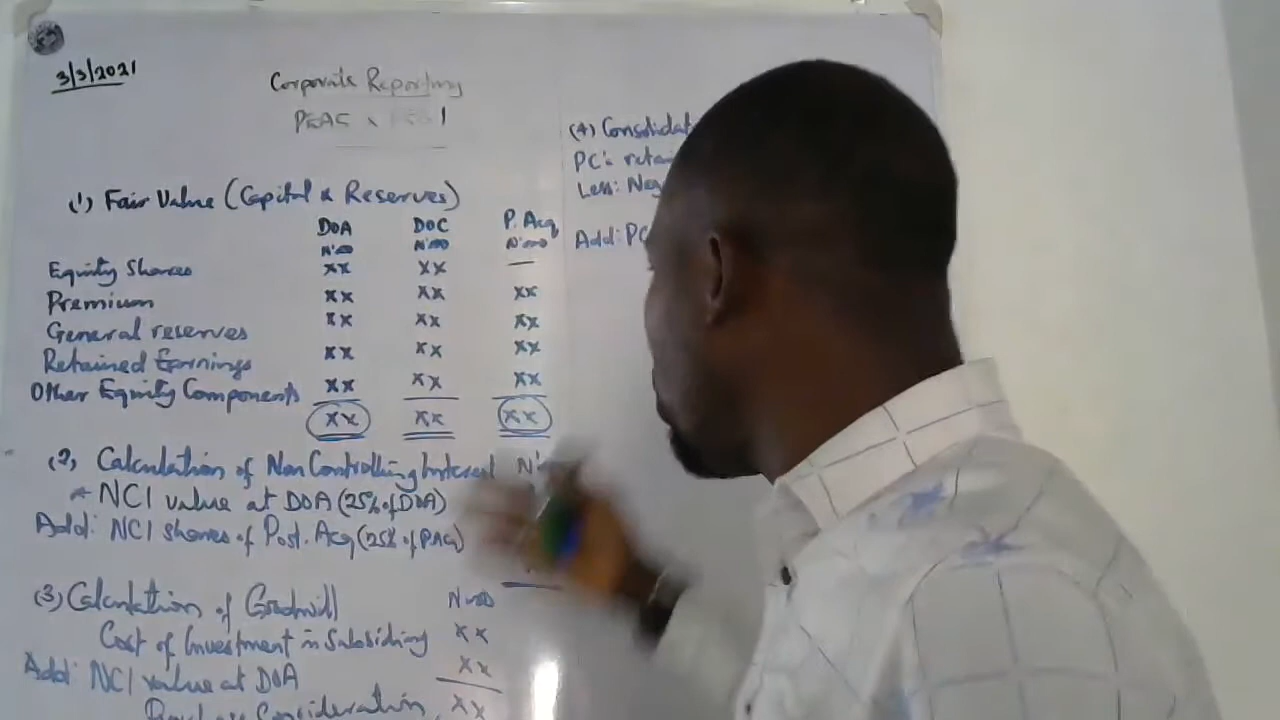 3/3/2021
Corporate Reporting
(1) Fair Value (Capital & Reserves)
DOA DOC P. Acq
N'000 N'000 N'000
Equity Shares xx xx —
Premium xx xx xx
General reserves xx xx xx
Retained Earnings xx xx xx
Other Equity Components xx xx xx
xx xx xx
(2) Calculation of Non Controlling Interest N'
NCI value at DOA (25% of DOA)
Add: NCI shares of Post. Acq (25% of PAcq)
(3) Calculation of Goodwill N'000
Cost of Investment in Subsidiary xx
Add: NCI value at DOA xx
Purchase Consideration xx
(4) Consolidat
PC's retai
Less: Neg
Add: PC